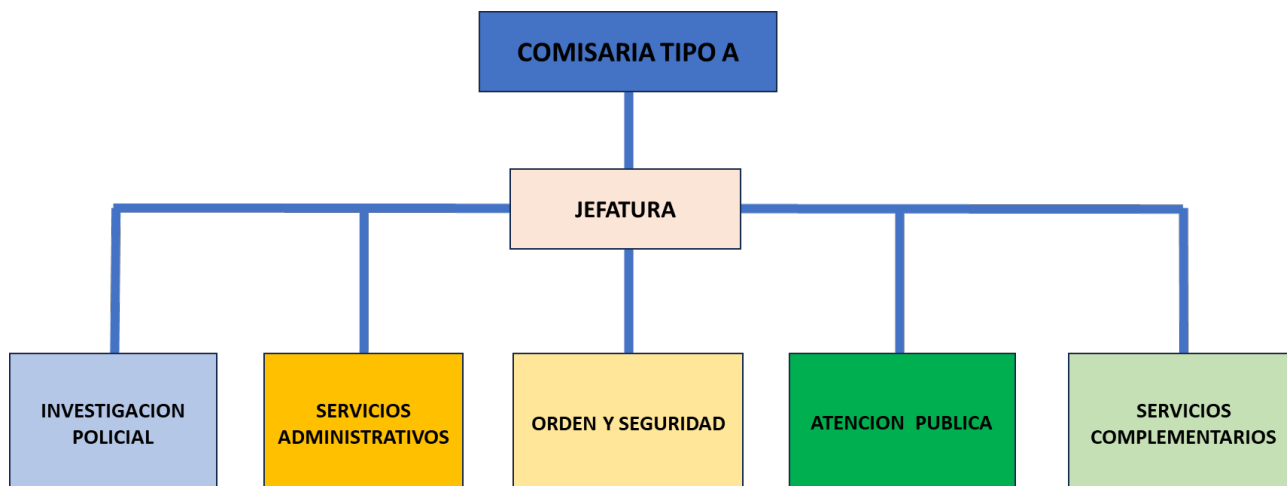 COMISARIA TIPO A
JEFATURA
INVESTIGACION
POLICIAL
SERVICIOS
ADMINISTRATIVOS
ORDEN Y SEGURIDAD
ATENCION PUBLICA
SERVICIOS
COMPLEMENTARIOS